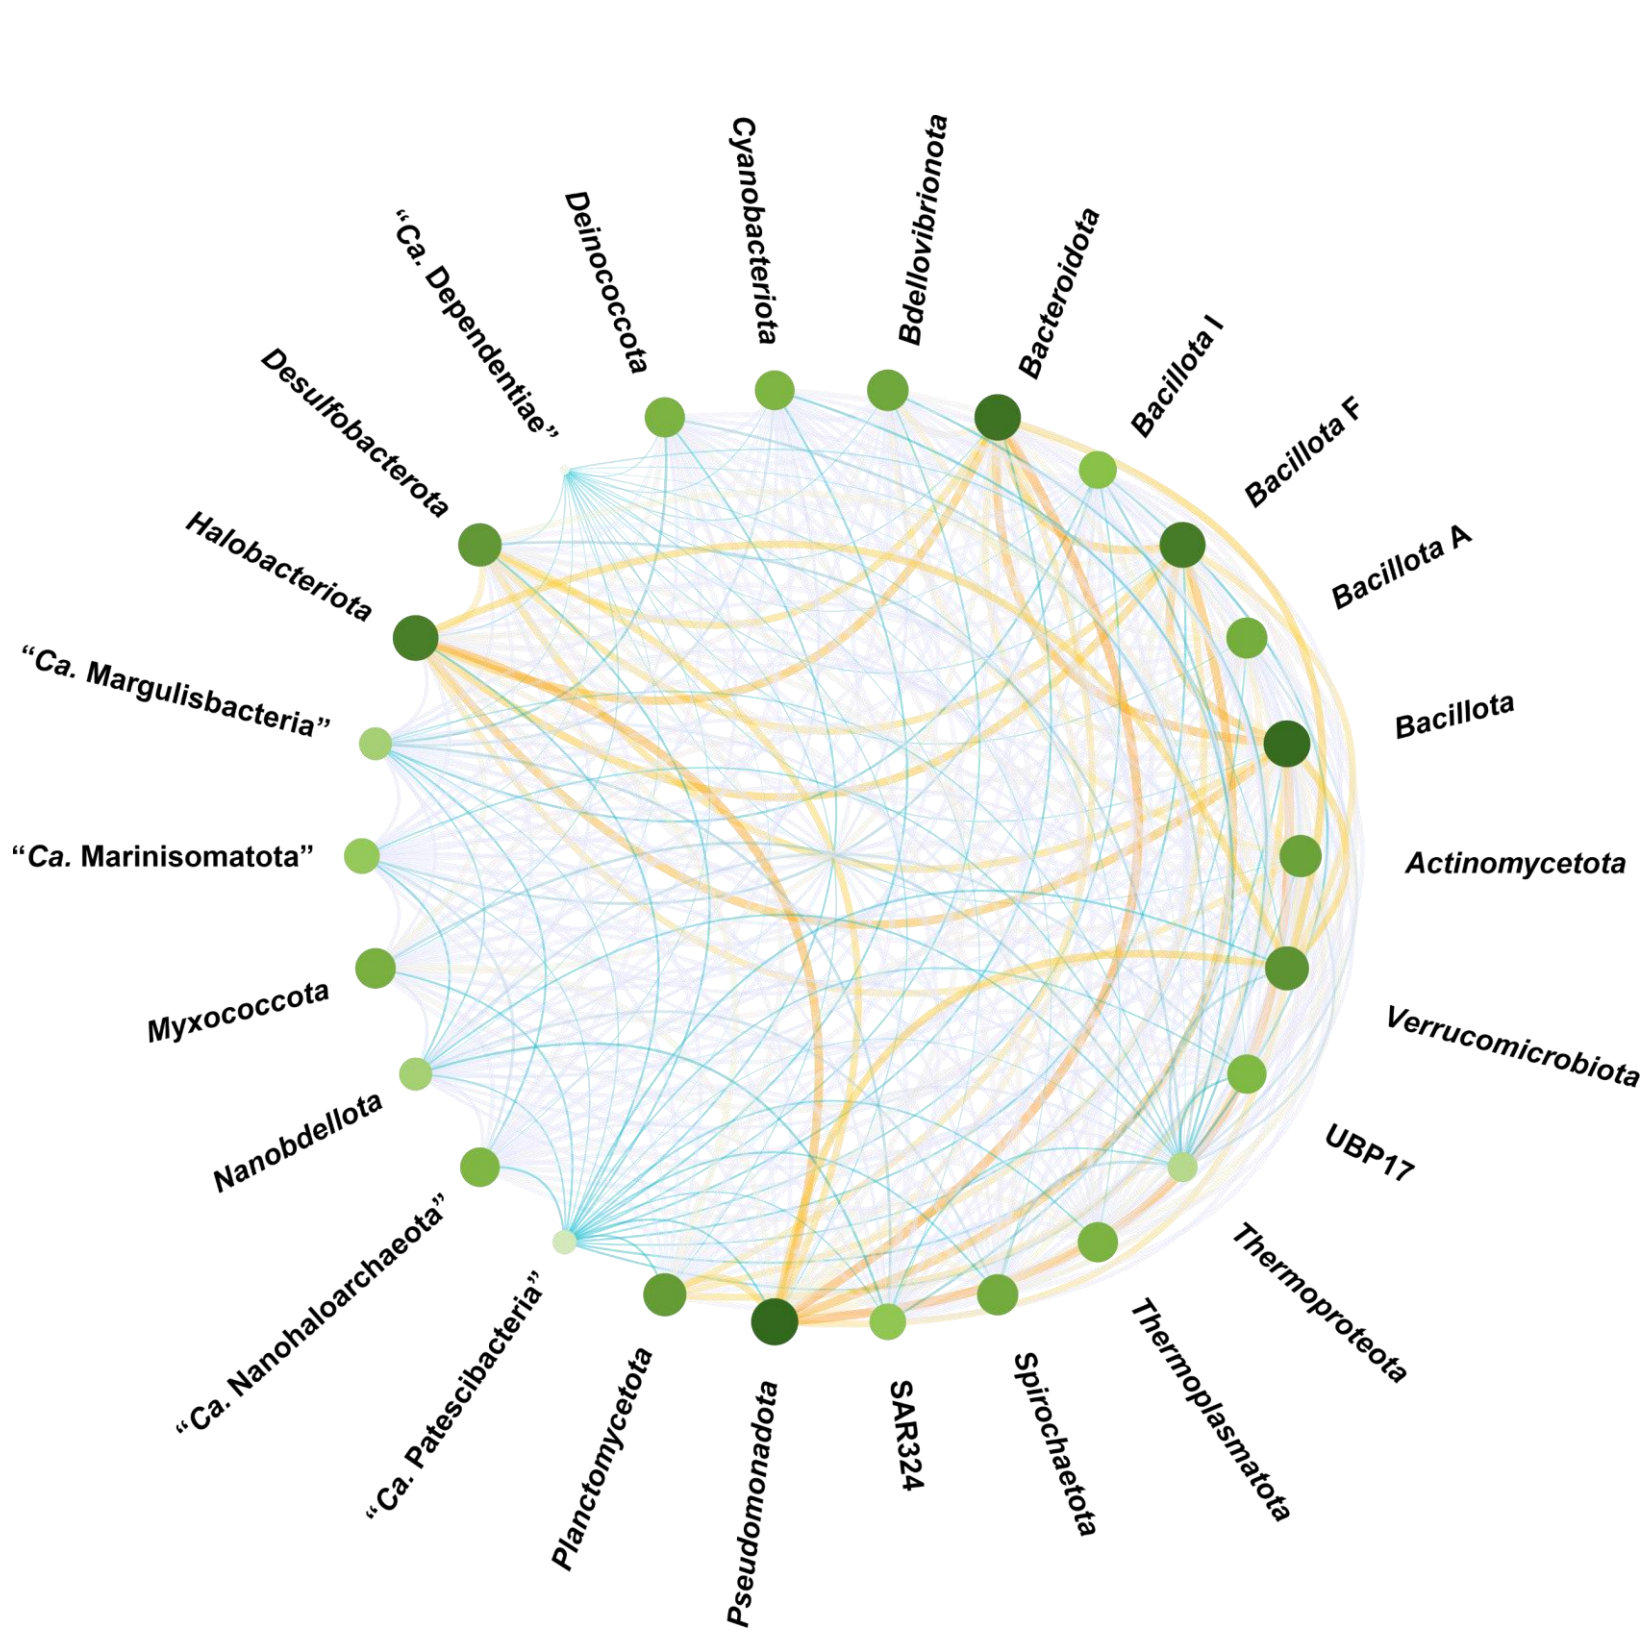 Cyanobacteriota
Bdellovibrionota
Bacteroidota
Bacillota I
Bacillota F
Bacillota A
Bacillota
Actinomycetota
Verrucomicrobiota
UBP17
Thermoproteota
Thermoplasmatota
Spirochaetota
SAR324
Pseudomonadota
Planctomycetota
“Ca. Patescibacteria”
“Ca. Nanohaloarchaeota”
Nanobdellota
Myxococcota
“Ca. Marinisomatota”
“Ca. Margulisbacteria”
Halobacteriota
Desulfobacterota
“Ca. Dependentiae”
Deinococcota